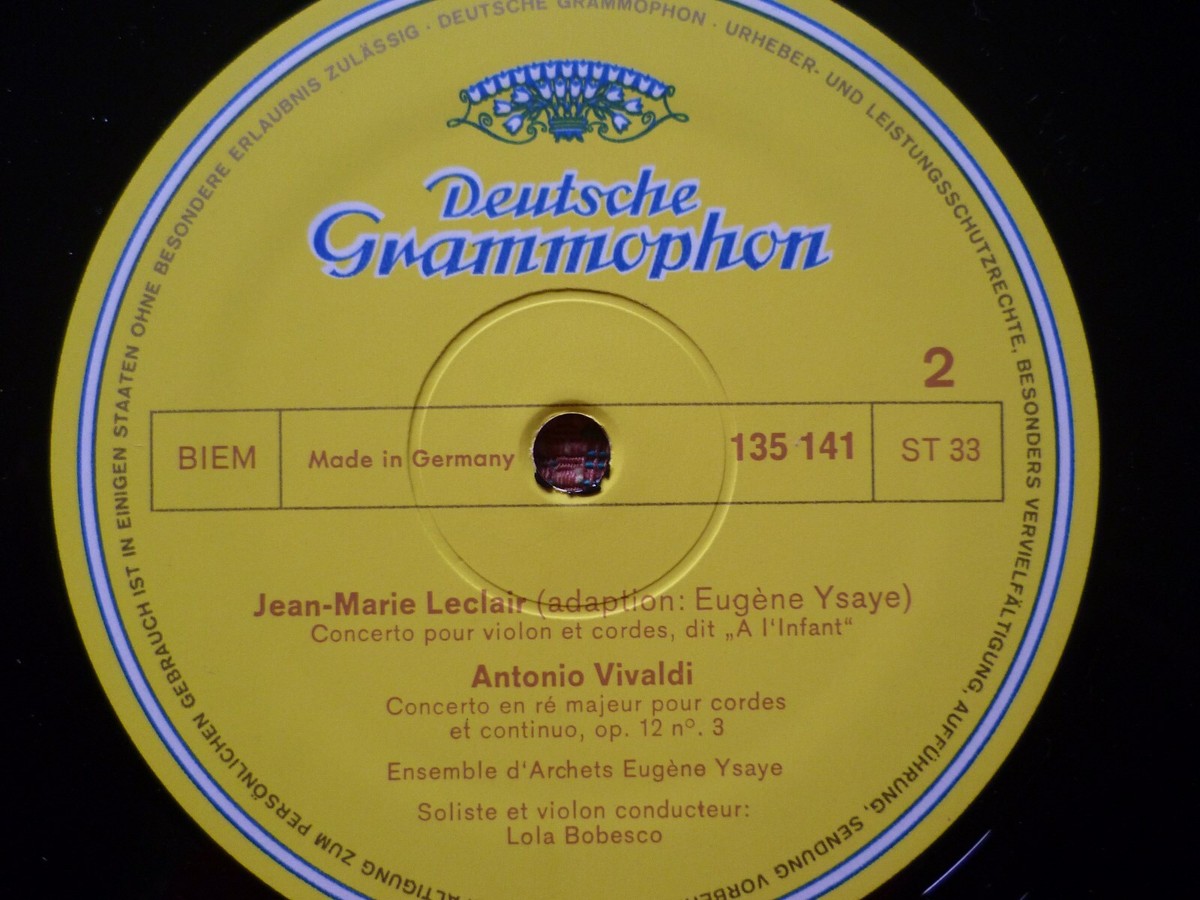 Deutsche
Grammophon
2
BIEM
Made in Germany
135 141
ST 33
Jean-Marie Leclair (adaption: Eugène Ysaye)
Concerto pour violon et cordes, dit „A l'Infant“
Antonio Vivaldi
Concerto en ré majeur pour cordes
et continuo, op. 12 nº. 3
Ensemble d'Archets Eugène Ysaye
Soliste et violon conducteur:
Lola Bobesco
DEUTSCHE GRAMMOPHON · URHEBER- UND LEISTUNGSSCHUTZRECHTE, BESONDERS VERVIELFÄLTIGUNG, AUFFÜHRUNG, SENDUNG
ZUM PERSÖNLICHEN GEBRAUCH IST IN EINIGEN STAATEN OHNE BESONDERE ERLAUBNIS ZULÄSSIG ·